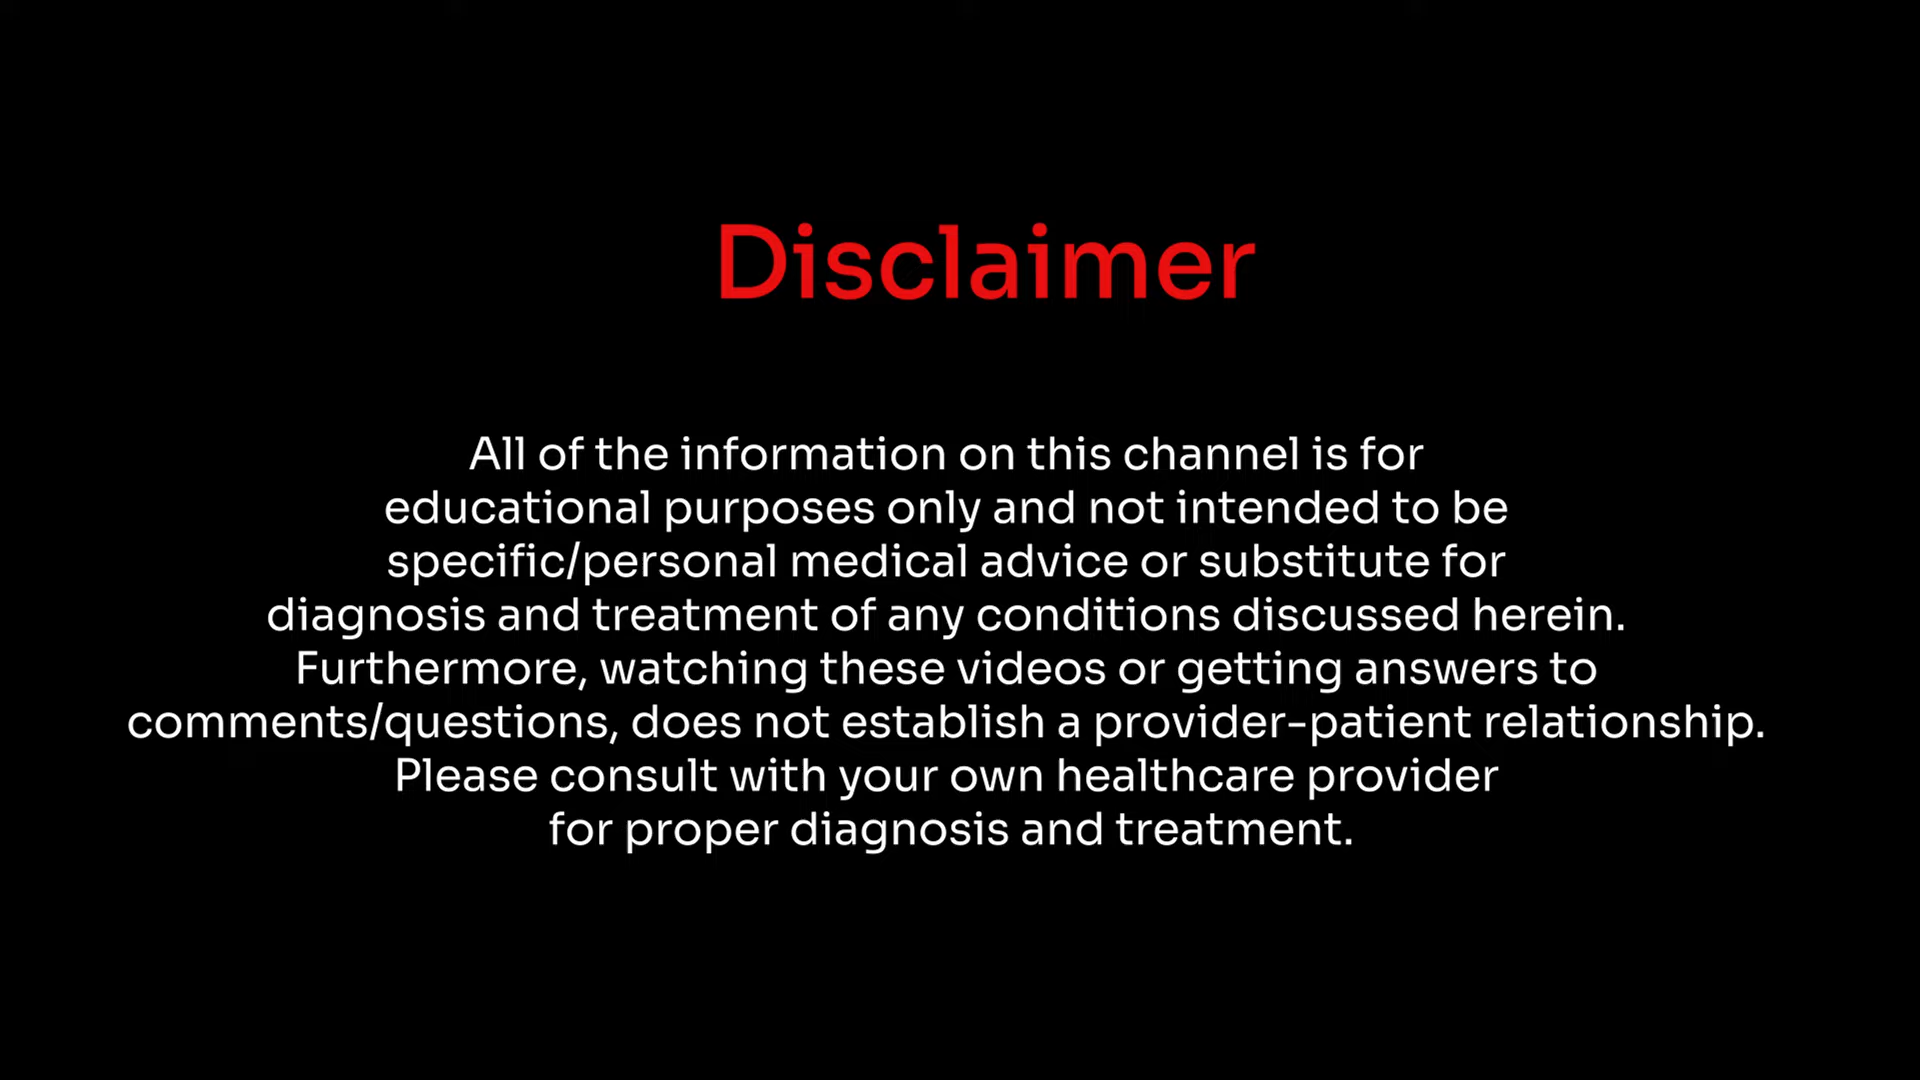 Disclaimer
All of the information on this channel is for
educational purposes only and not intended to be
specific/personal medical advice or substitute for
diagnosis and treatment of any conditions discussed herein.
Furthermore, watching these videos or getting answers to
comments/questions, does not establish a provider-patient relationship.
Please consult with your own healthcare provider
for proper diagnosis and treatment.